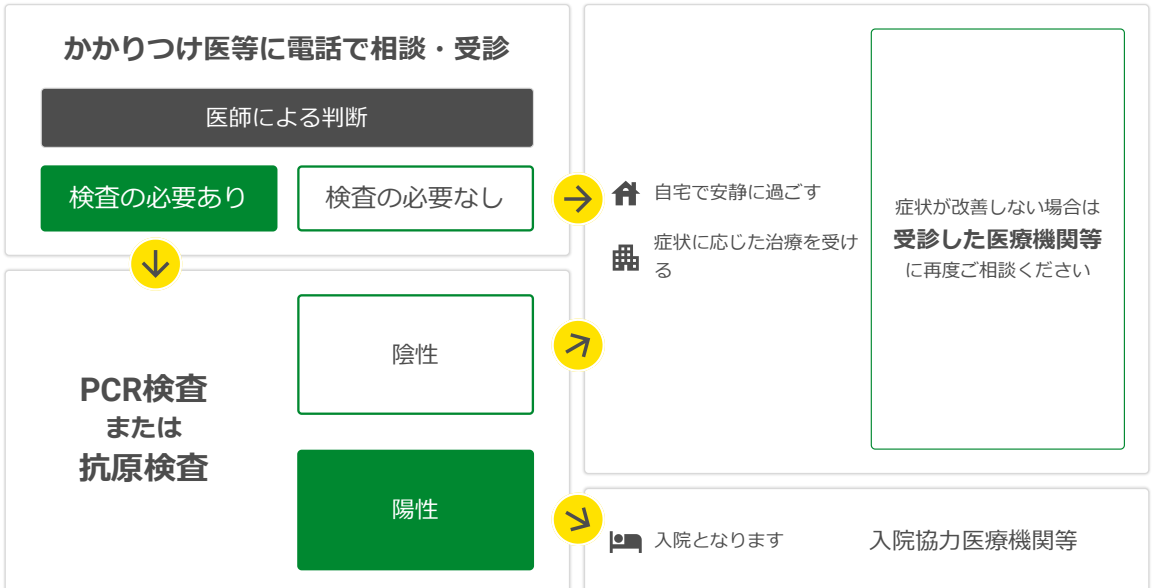 かかりつけ医等に電話で相談・受診
医師による判断
検査の必要あり
検査の必要なし
自宅で安静に過ごす
症状に応じた治療を受け
る
症状が改善しない場合は
受診した医療機関等
に再度ご相談ください
PCR検査
または
抗原検査
陰性
陽性
入院となります
入院協力医療機関等